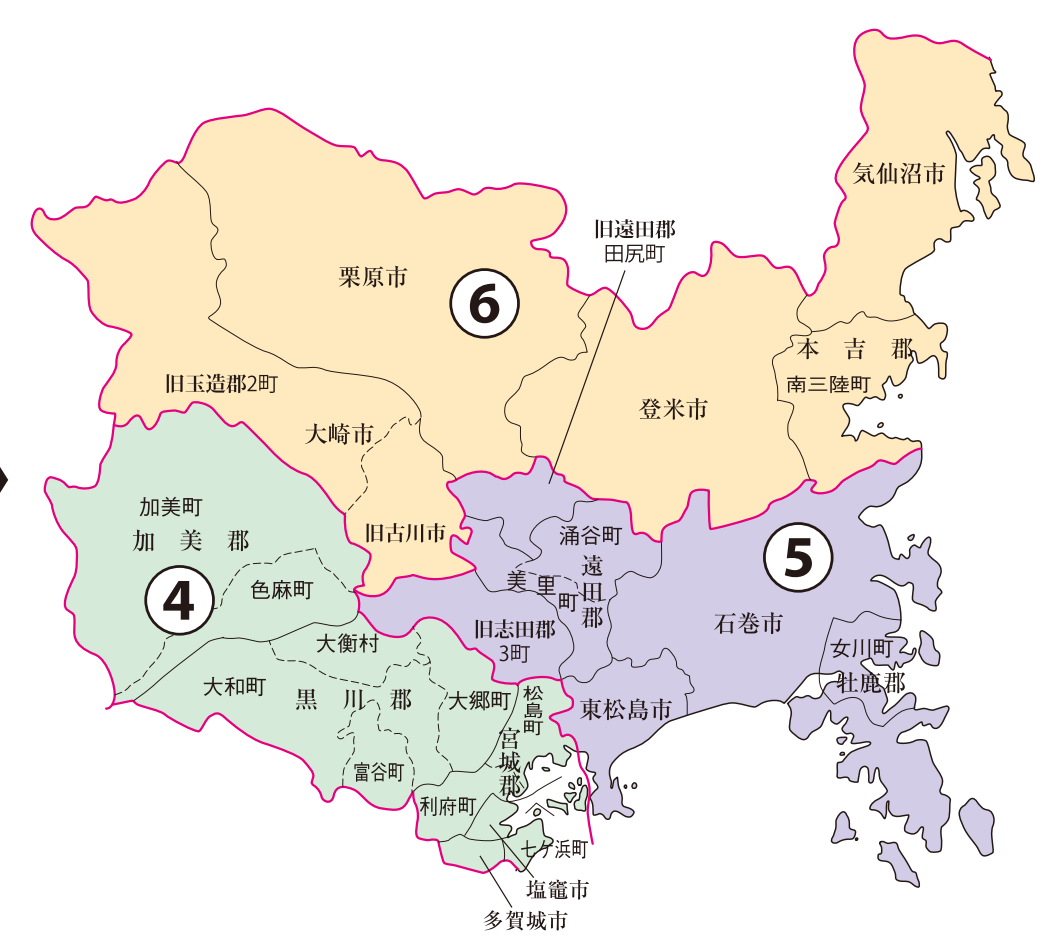 気仙沼市
旧遠田郡
田尻町
栗原市
6
本吉郡
南三陸町
旧玉造郡2町
登米市
大崎市
加美町
加美郡
旧古川市
涌谷町
遠田郡
美里町
5
色麻町
4
石巻市
旧志田郡
3町
大衡村
女川町
牡鹿郡
大和町
黒川郡
大郷町
松島町
東松島市
宮城郡
富谷町
利府町
七ケ浜町
塩竈市
多賀城市